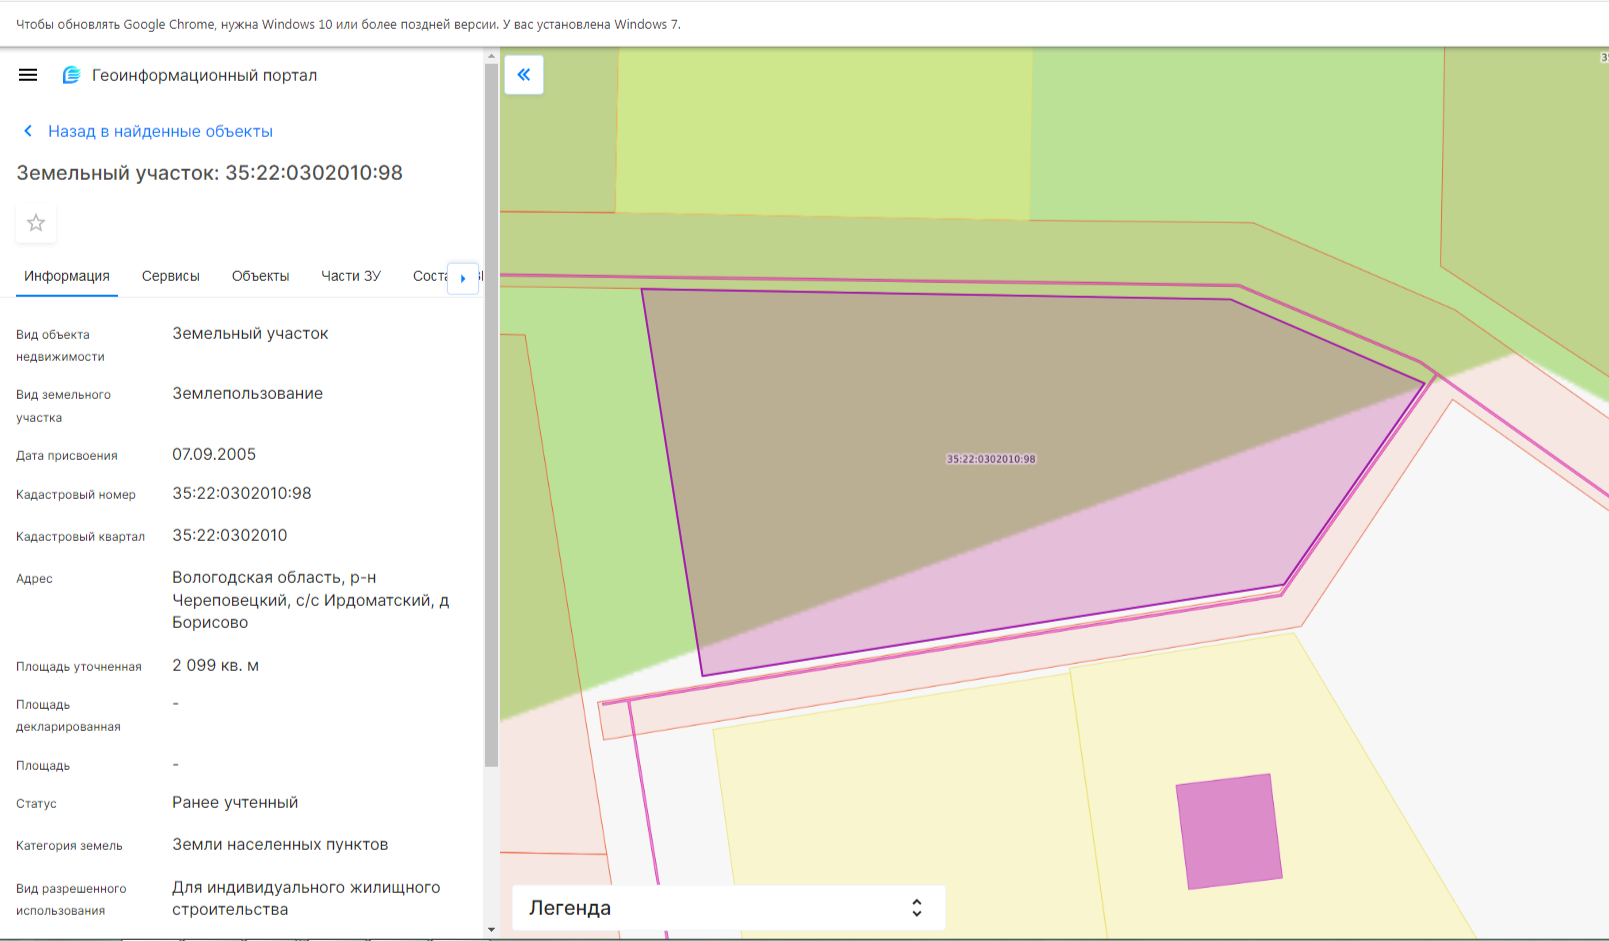 Чтобы обновлять Google Chrome, нужна Windows 10 или более поздней версии. У вас установлена Windows 7.
Геоинформационный портал
Назад в найденные объекты
Земельный участок: 35:22:0302010:98
Информация
Сервисы
Объекты
Части ЗУ
Вид объекта
недвижимости
Земельный участок
Вид земельного
участка
Землепользование
Дата присвоения
07.09.2005
Кадастровый номер
35:22:0302010:98
Кадастровый квартал
35:22:0302010
Адрес
Вологодская область, р-н
Череповецкий, с/с Ирдоматский, д
Борисово
Площадь уточненная
2 099 кв. м
Площадь
декларированная
-
Площадь
-
Статус
Ранее учтенный
Категория земель
Земли населенных пунктов
Вид разрешенного
использования
Для индивидуального жилищного
строительства
35:22:0302010:98
Легенда